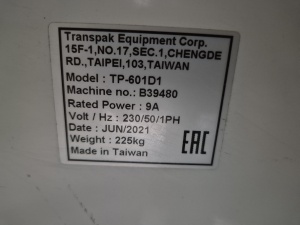 Transpak Equipment Corp.
15F-1,NO.17,SEC.1,CHENGDE
RD.,TAIPEI,103,TAIWAN
Model : TP-601D1
Machine no.: B39480
Rated Power : 9A
Volt / Hz : 230/50/1PH
Date : JUN/2021
Weight : 225kg
Made in Taiwan
EAC